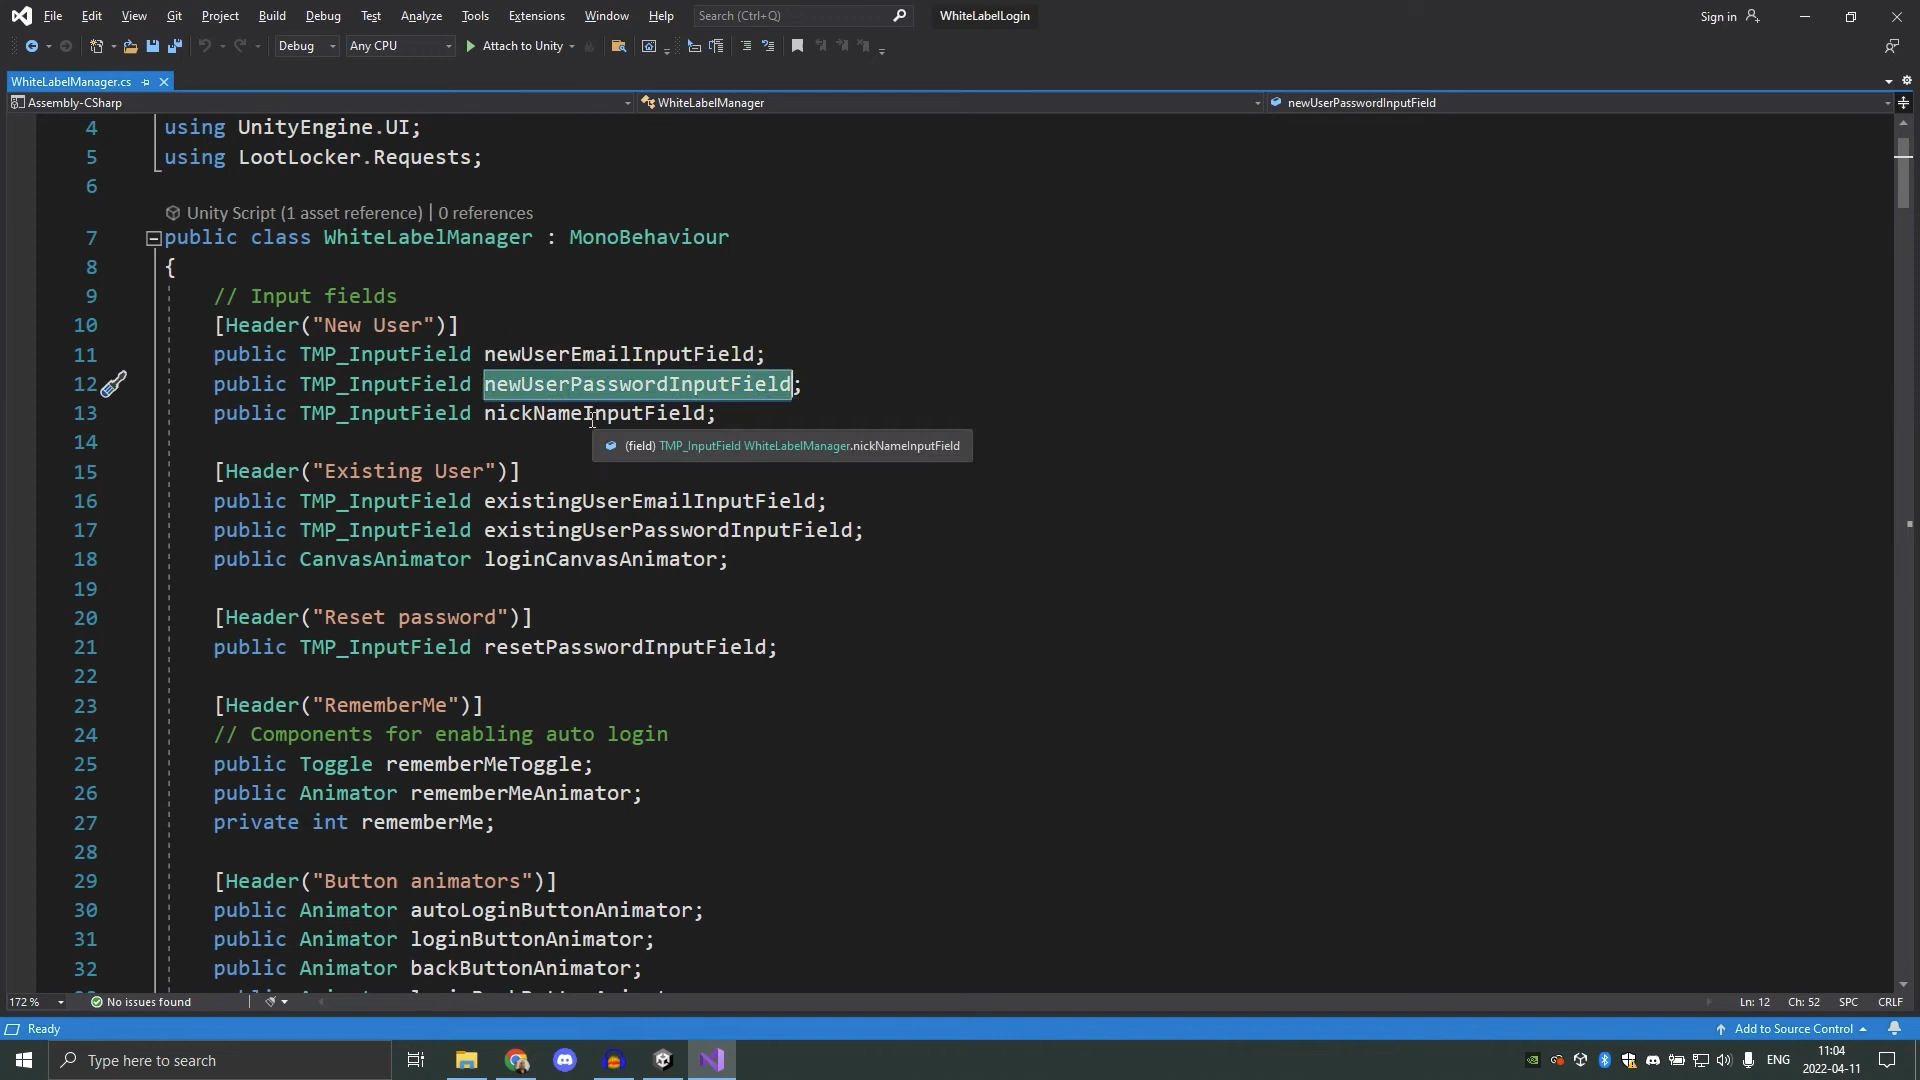 File Edit View Git Project Build Debug Test Analyze Tools Extensions Window Help Search (Ctrl+Q) WhiteLabelLogin Sign in
Debug Any CPU Attach to Unity
WhiteLabelManager.cs
Assembly-CSharp WhiteLabelManager newUserPasswordInputField
4 using UnityEngine.UI;
5 using LootLocker.Requests;
6
Unity Script (1 asset reference) | 0 references
7 public class WhiteLabelManager : MonoBehaviour
8 {
9 // Input fields
10 [Header("New User")]
11 public TMP_InputField newUserEmailInputField;
12 public TMP_InputField newUserPasswordInputField;
13 public TMP_InputField nickNameInputField;
14 (field) TMP_InputField WhiteLabelManager.nickNameInputField
15 [Header("Existing User")]
16 public TMP_InputField existingUserEmailInputField;
17 public TMP_InputField existingUserPasswordInputField;
18 public CanvasAnimator loginCanvasAnimator;
19
20 [Header("Reset password")]
21 public TMP_InputField resetPasswordInputField;
22
23 [Header("RememberMe")]
24 // Components for enabling auto login
25 public Toggle rememberMeToggle;
26 public Animator rememberMeAnimator;
27 private int rememberMe;
28
29 [Header("Button animators")]
30 public Animator autoLoginButtonAnimator;
31 public Animator loginButtonAnimator;
32 public Animator backButtonAnimator;
172 % No issues found Ln: 12 Ch: 52 SPC CRLF
Ready Add to Source Control
Type here to search ENG 11:04
2022-04-11